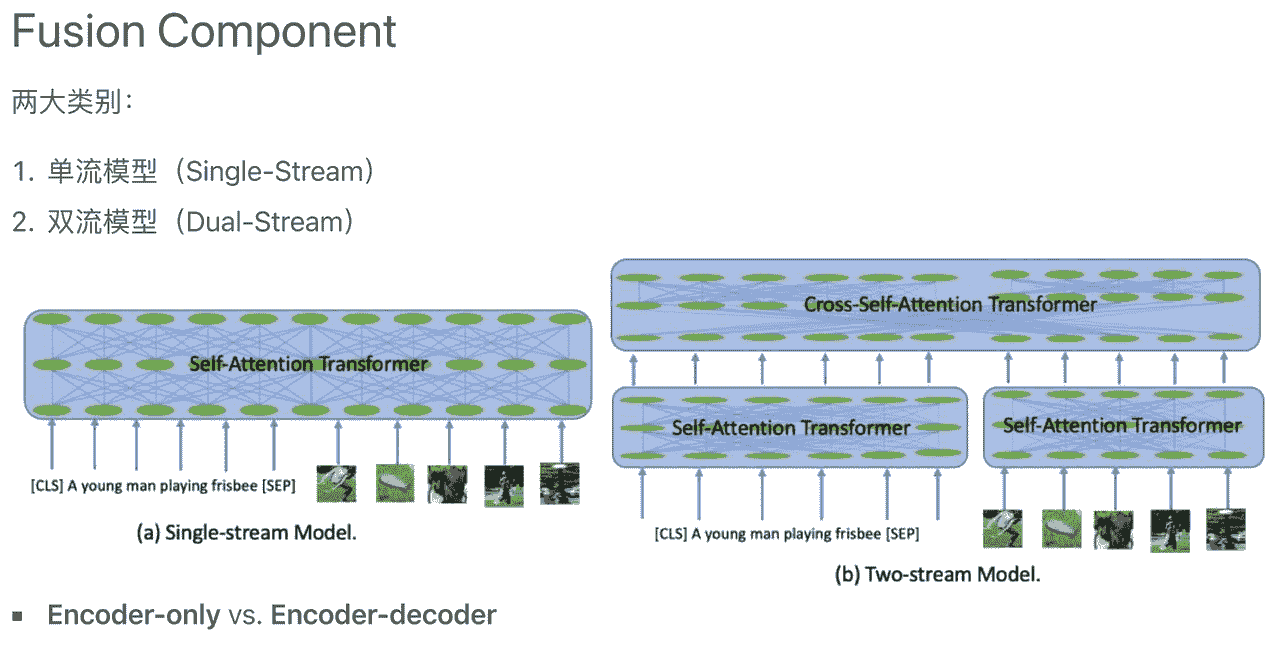 Fusion Component
两大类别：
1. 单流模型（Single-Stream）
2. 双流模型（Dual-Stream）
Self-Attention Transformer
[CLS] A young man playing frisbee [SEP]
(a) Single-stream Model.
Cross-Self-Attention Transformer
Self-Attention Transformer
Self-Attention Transformer
[CLS] A young man playing frisbee [SEP]
(b) Two-stream Model.
▪ Encoder-only vs. Encoder-decoder